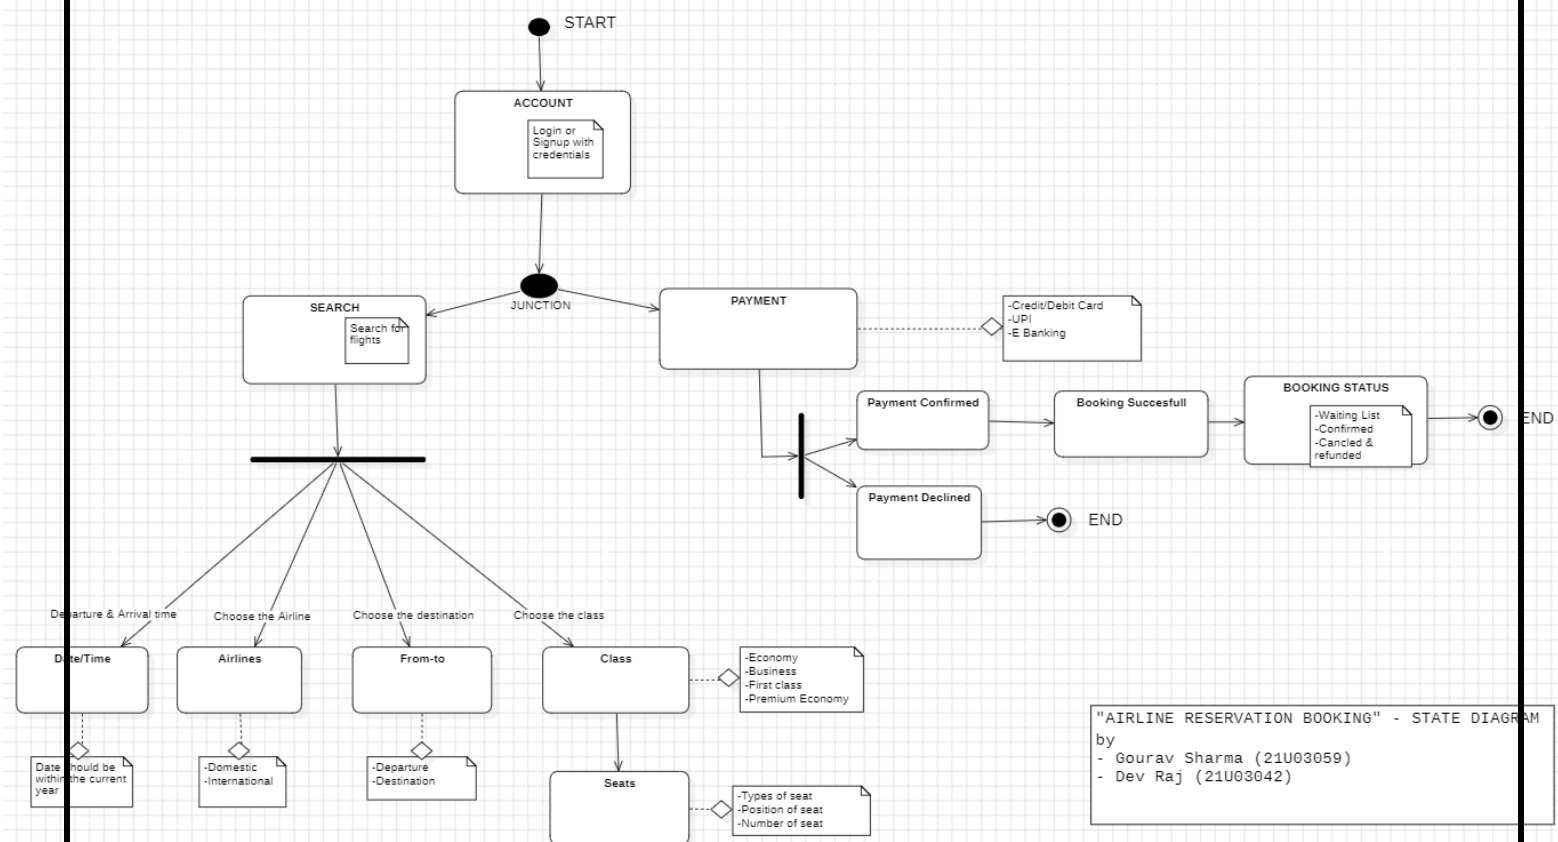 START
ACCOUNT
Login or
Signup with
credentials
JUNCTION
SEARCH
Search for
flights
PAYMENT
-Credit/Debit Card
-UPI
-E Banking
Payment Confirmed
Booking Succesfull
BOOKING STATUS
-Waiting List
-Confirmed
-Cancled &
refunded
END
Payment Declined
END
Departure & Arrival time
Choose the Airline
Choose the destination
Choose the class
Date/Time
Airlines
From-to
Class
-Economy
-Business
-First class
-Premium Economy
Date should be
within the current
year
-Domestic
-International
-Departure
-Destination
Seats
-Types of seat
-Position of seat
-Number of seat
"AIRLINE RESERVATION BOOKING" - STATE DIAGRAM
by
- Gourav Sharma (21U03059)
- Dev Raj (21U03042)